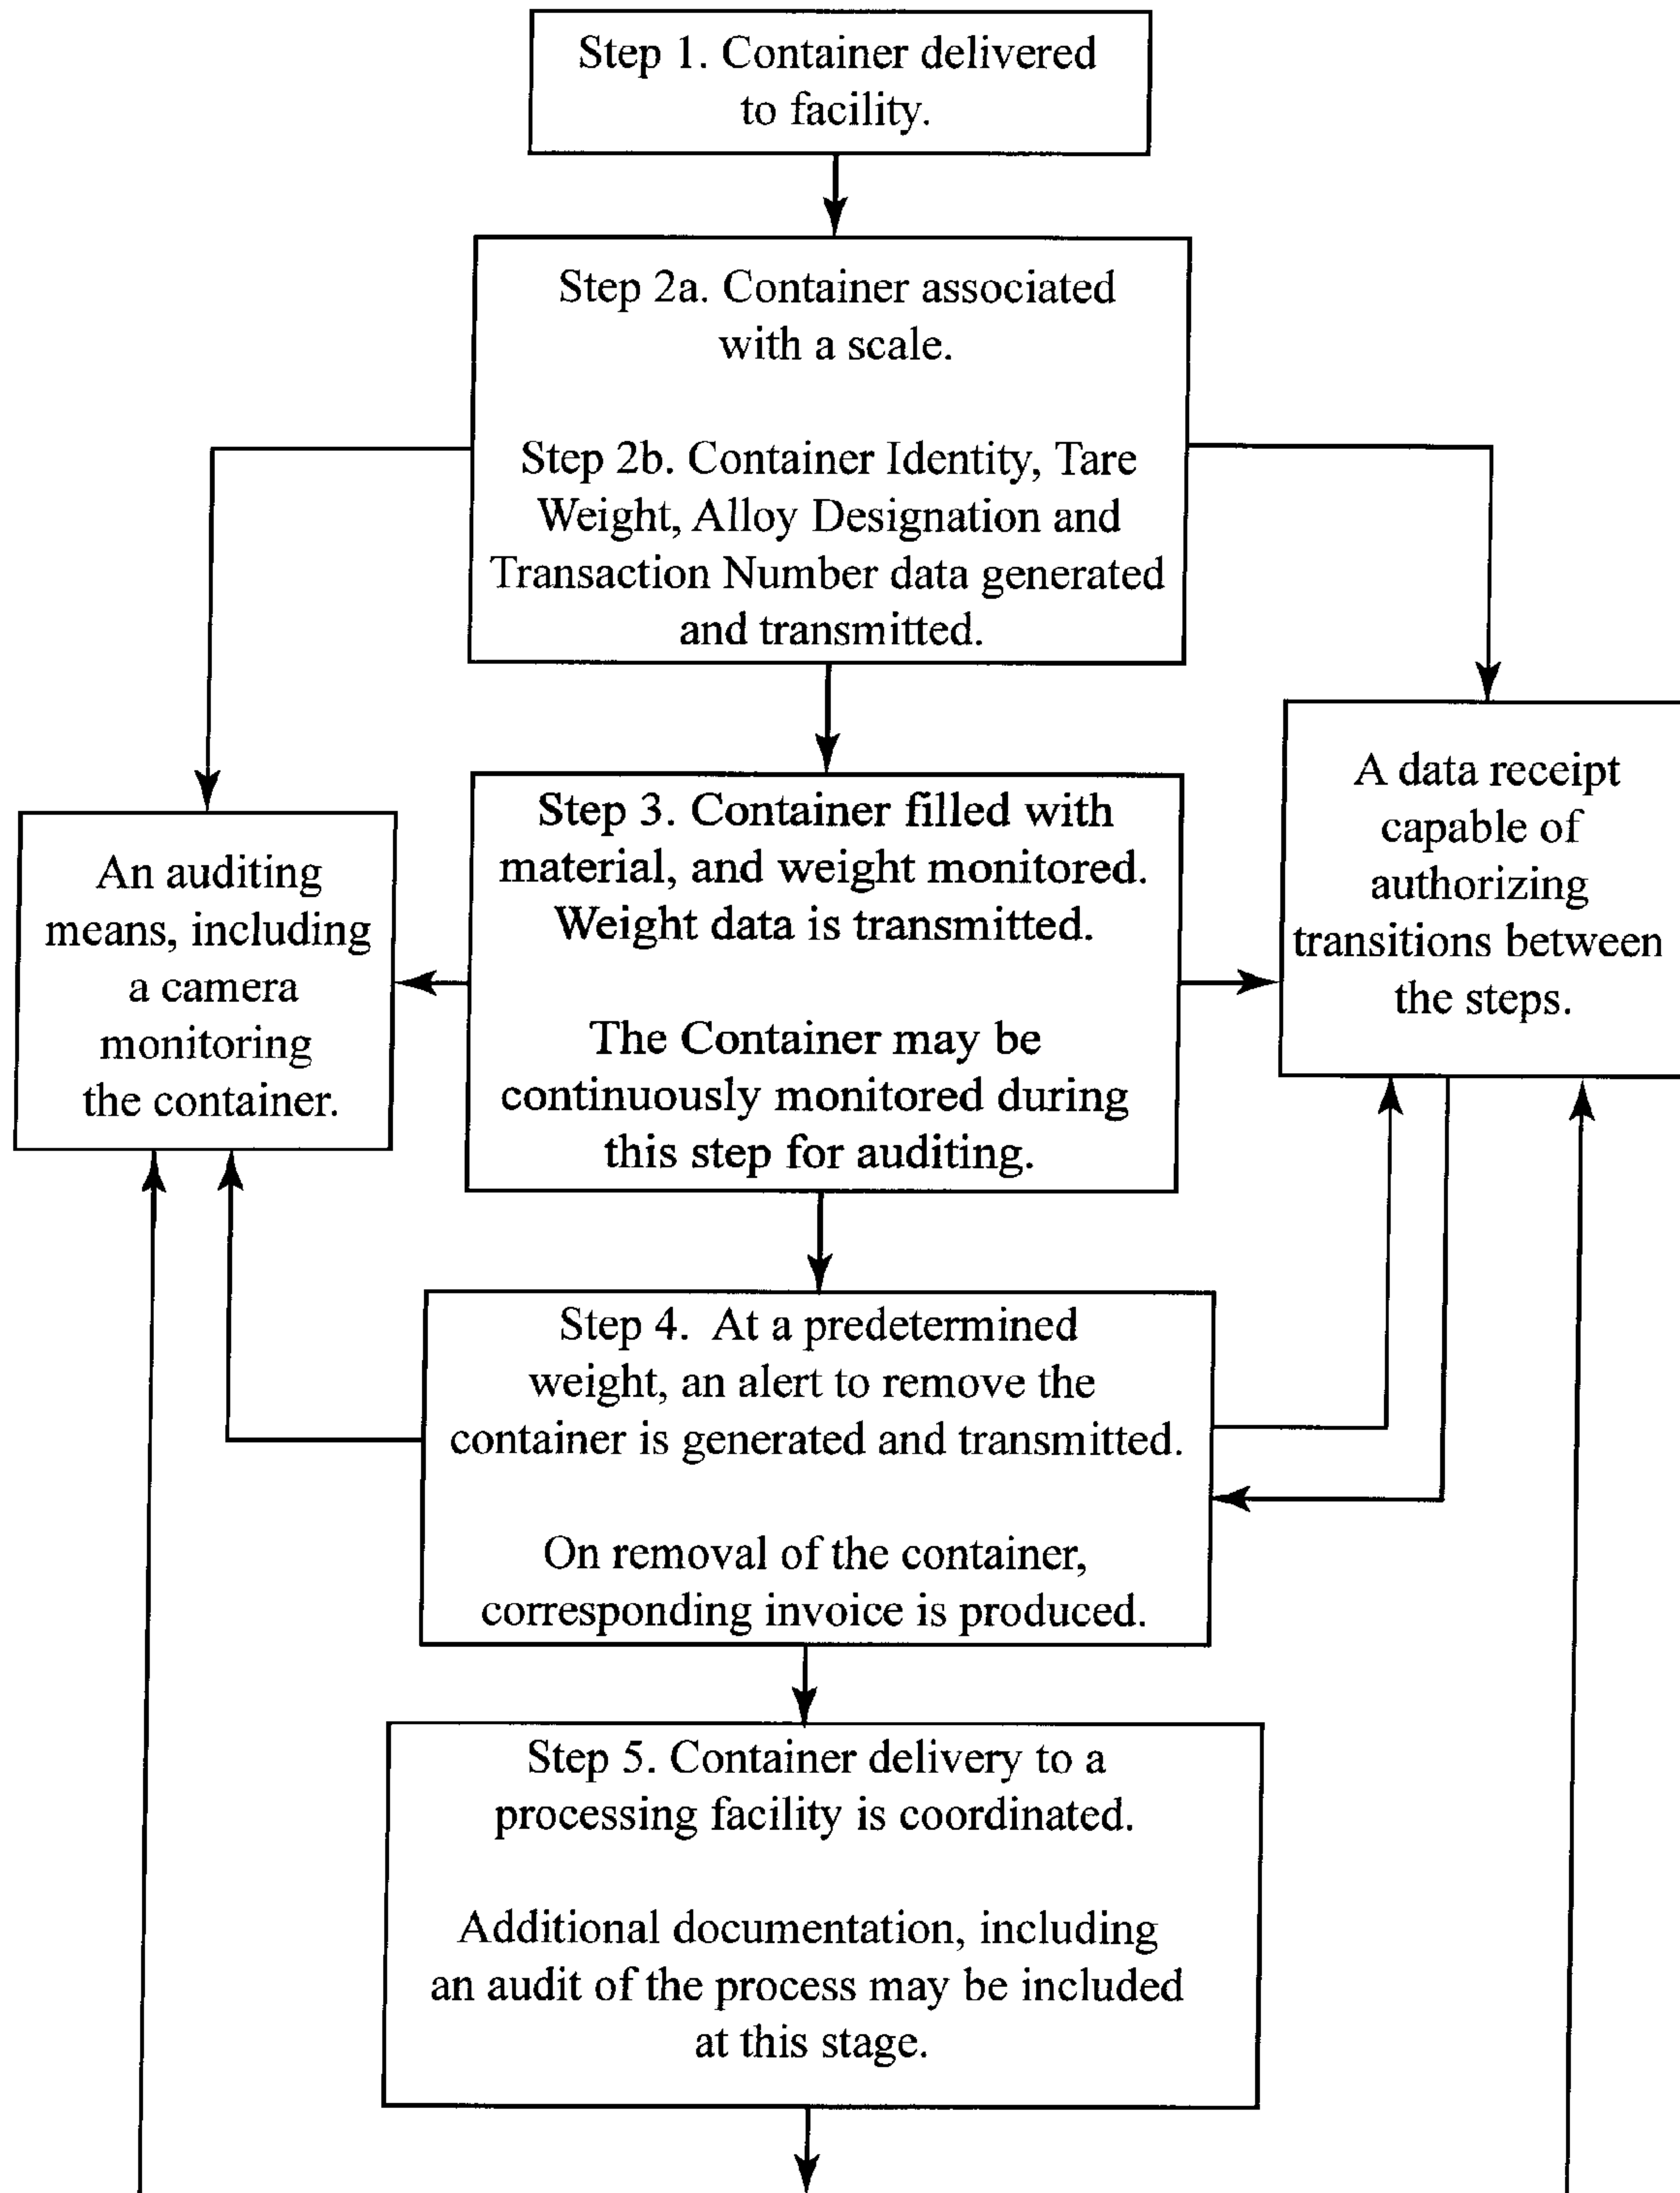 Step 1. Container delivered
to facility.
Step 2a. Container associated
with a scale.
Step 2b. Container Identity, Tare
Weight, Alloy Designation and
Transaction Number data generated
and transmitted.
A data receipt
capable of
authorizing
transitions between
the steps.
Step 3. Container filled with
material, and weight monitored.
Weight data is transmitted.
The Container may be
continuously monitored during
this step for auditing.
An auditing
means, including
a camera
monitoring
the container.
Step 4. At a predetermined
weight, an alert to remove the
container is generated and transmitted.
On removal of the container,
corresponding invoice is produced.
Step 5. Container delivery to a
processing facility is coordinated.
Additional documentation, including
an audit of the process may be included
at this stage.